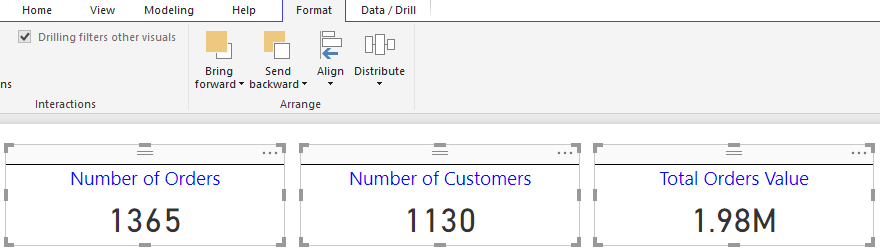 Home View Modeling Help Format Data / Drill
Drilling filters other visuals
Bring forward
Send backward
Align
Distribute
ns
Interactions
Arrange
Number of Orders
1365
Number of Customers
1130
Total Orders Value
1.98M